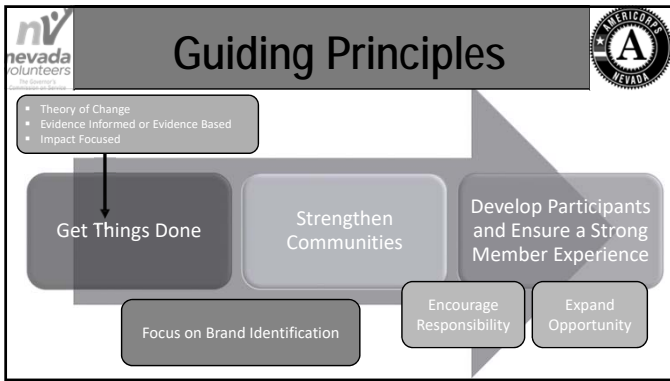 nv
nevada
volunteers
The Governor's
Commission on Service
Guiding Principles
AMERICORPS
A
NEVADA
▪ Theory of Change
▪ Evidence Informed or Evidence Based
▪ Impact Focused
Get Things Done
Strengthen
Communities
Develop Participants
and Ensure a Strong
Member Experience
Focus on Brand Identification
Encourage
Responsibility
Expand
Opportunity